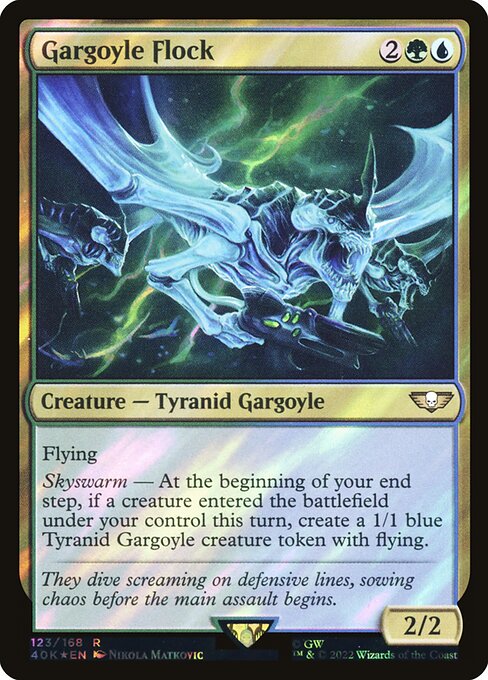 Gargoyle Flock 2
Creature — Tyranid Gargoyle
Flying
Skyswarm — At the beginning of your end
step, if a creature entered the battlefield
under your control this turn, create a 1/1 blue
Tyranid Gargoyle creature token with flying.
They dive screaming on defensive lines, sowing
chaos before the main assault begins.
2/2
123/168 R
40K★EN Nikola Matkovic
© GW
™ & © 2022 Wizards of the Coast